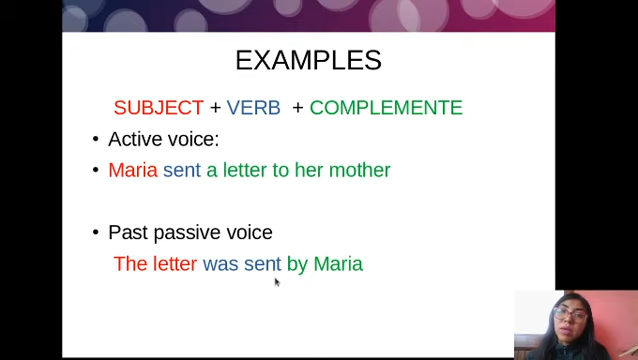 EXAMPLES
SUBJECT + VERB + COMPLEMENTE
• Active voice:
• Maria sent a letter to her mother
• Past passive voice
The letter was sent by Maria